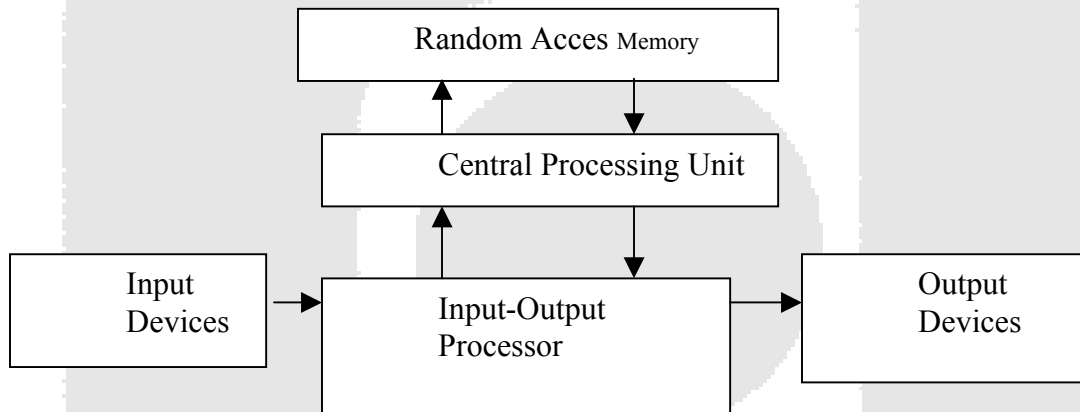 Random Acces Memory
Central Processing Unit
Input
Devices
Input-Output
Processor
Output
Devices